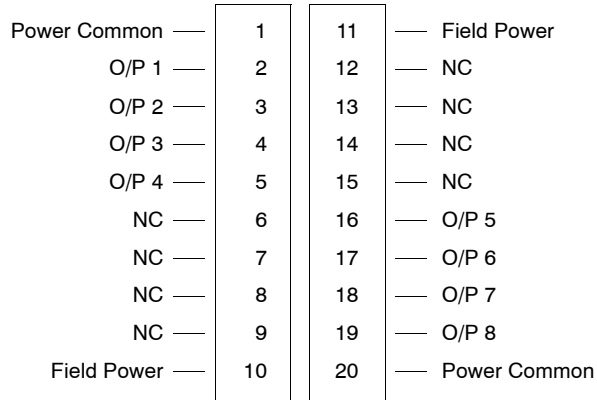 Power Common 1 11 Field Power
O/P 1 2 12 NC
O/P 2 3 13 NC
O/P 3 4 14 NC
O/P 4 5 15 NC
NC 6 16 O/P 5
NC 7 17 O/P 6
NC 8 18 O/P 7
NC 9 19 O/P 8
Field Power 10 20 Power Common